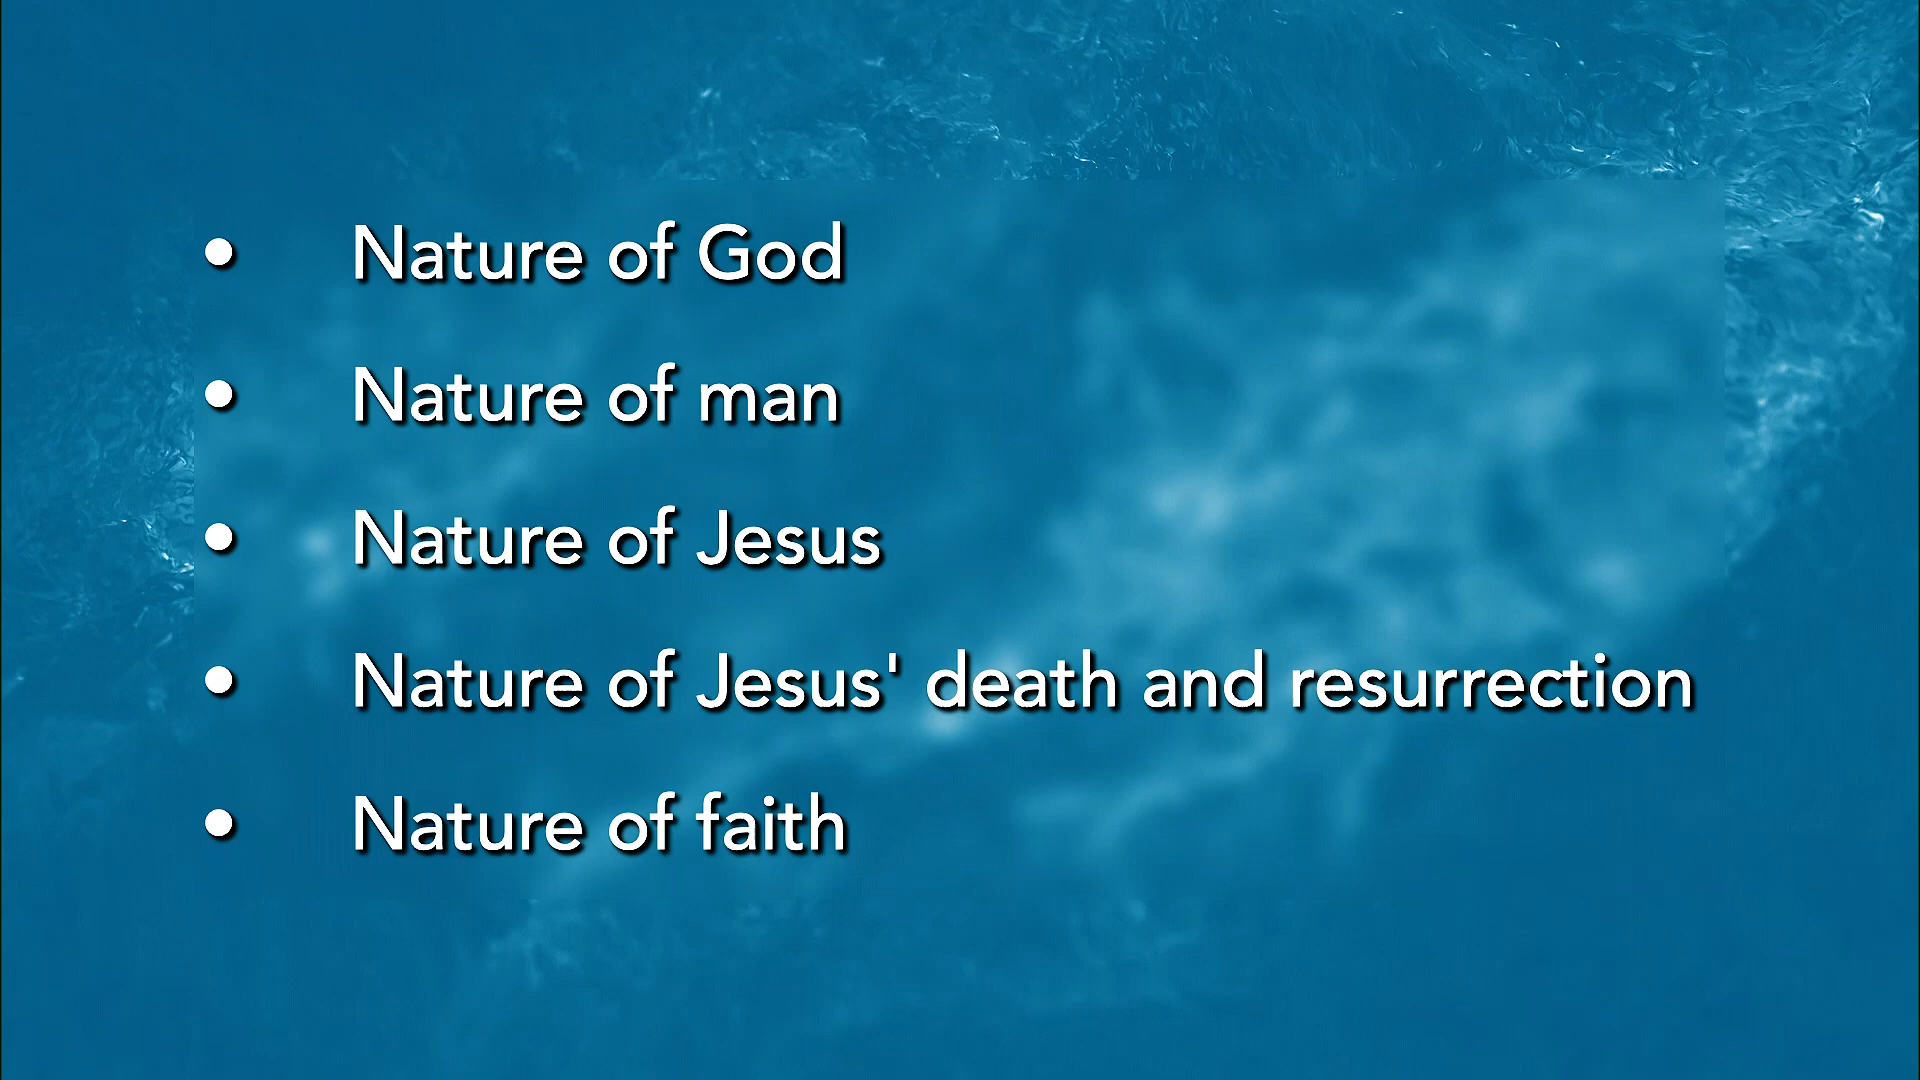 • Nature of God
• Nature of man
• Nature of Jesus
• Nature of Jesus' death and resurrection
• Nature of faith